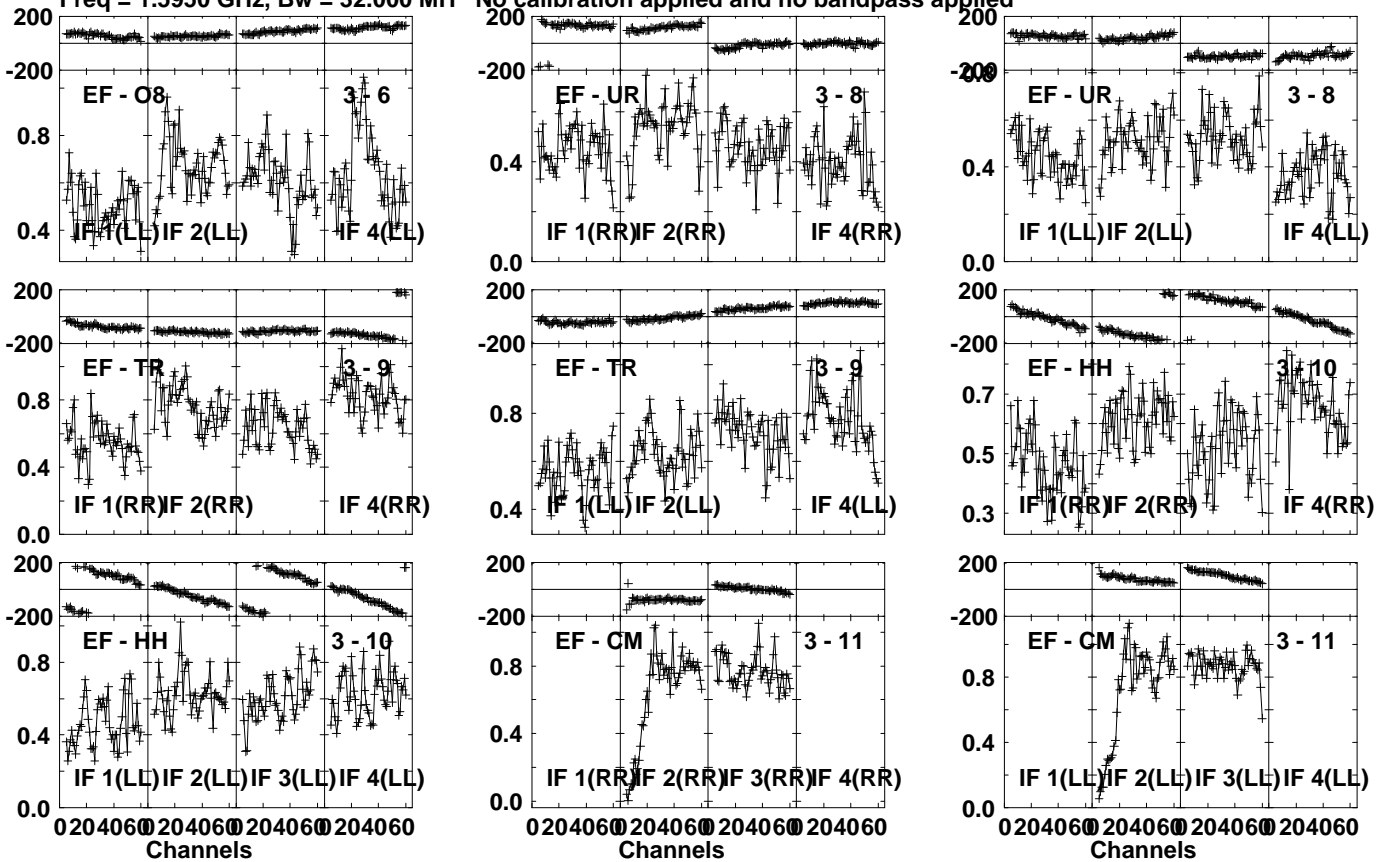 Freq = 1.5950 GHz, Bw = 32.000 MH No calibration applied and no bandpass applied
200
-200
EF - O8
3 - 6
0.8
0.4
IF 1(LL)
IF 2(LL)
IF 4(LL)
200
-200
EF - UR
3 - 8
0.4
0.0
IF 1(RR)
IF 2(RR)
IF 4(RR)
200
-200
0.8
EF - UR
3 - 8
0.4
0.0
IF 1(LL)
IF 2(LL)
IF 4(LL)
200
-200
EF - TR
3 - 9
0.8
0.4
0.0
IF 1(RR)
IF 2(RR)
IF 4(RR)
200
-200
EF - TR
3 - 9
0.8
0.4
IF 1(LL)
IF 2(LL)
IF 4(LL)
200
-200
EF - HH
3 - 10
0.7
0.5
0.3
IF 1(RR)
IF 2(RR)
IF 4(RR)
200
-200
EF - HH
3 - 10
0.8
0.4
0.0
IF 1(LL)
IF 2(LL)
IF 3(LL)
IF 4(LL)
0 20 40 60 0 20 40 60 0 20 40 60 0 20 40 60
Channels
200
-200
EF - CM
3 - 11
0.8
0.4
0.0
IF 1(RR)
IF 2(RR)
IF 3(RR)
IF 4(RR)
0 20 40 60 0 20 40 60 0 20 40 60 0 20 40 60
Channels
200
-200
EF - CM
3 - 11
0.8
0.4
0.0
IF 1(LL)
IF 2(LL)
IF 3(LL)
IF 4(LL)
0 20 40 60 0 20 40 60 0 20 40 60 0 20 40 60
Channels